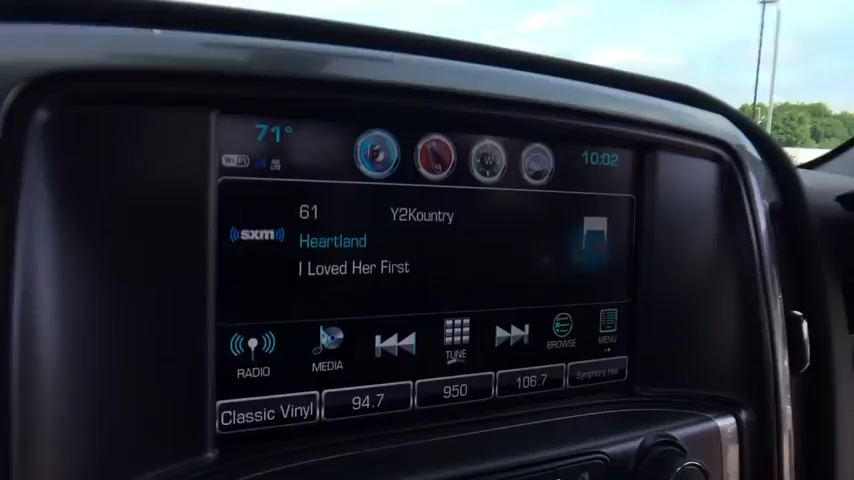 71°
W
10:02
WiFi
61
Y2Kountry
sxm
Heartland
I Loved Her First
RADIO
MEDIA
TUNE
BROWSE
MENU
Classic Vinyl
94.7
950
106.7
Symphony Hall